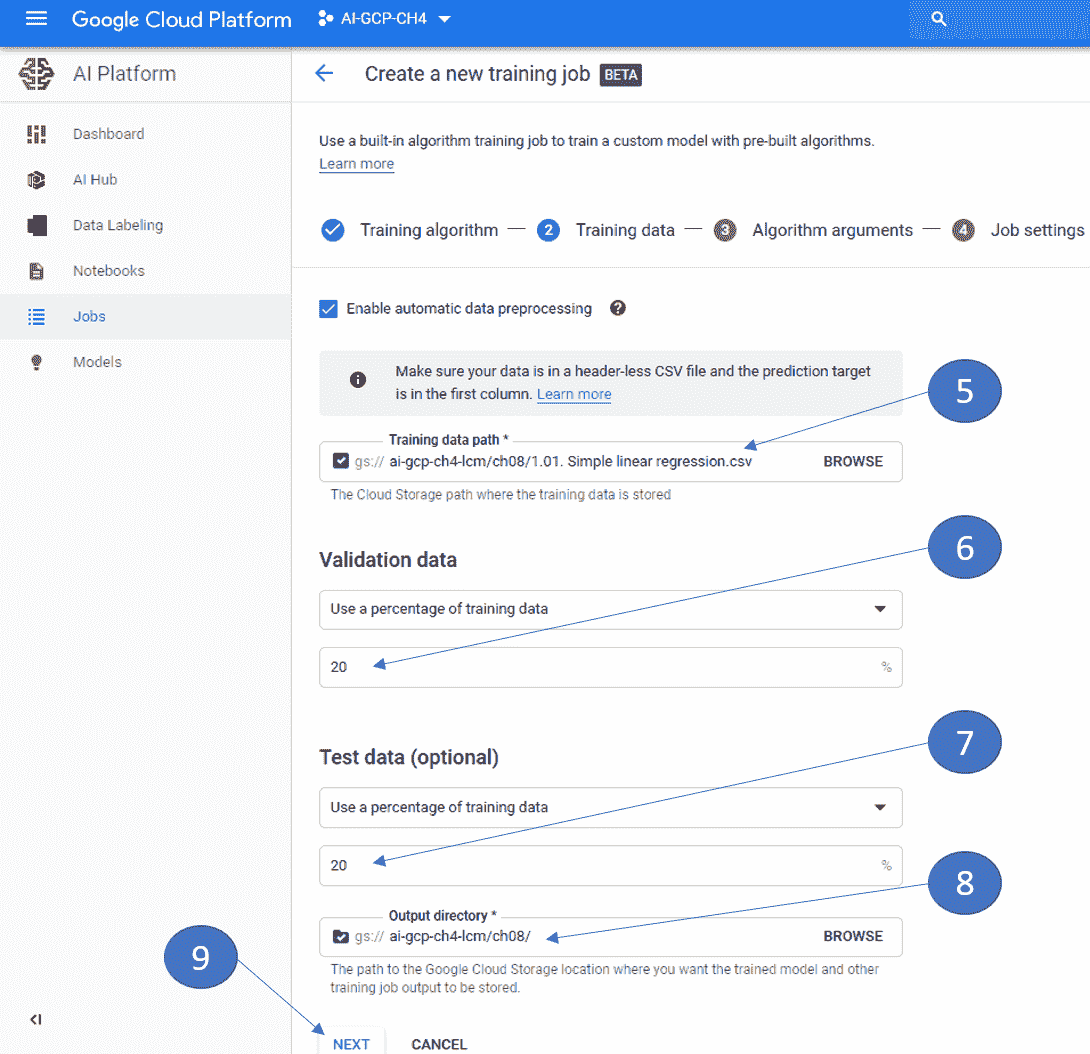 Google Cloud Platform AI-GCP-CH4
AI Platform
Create a new training job BETA
Dashboard
AI Hub
Data Labeling
Notebooks
Jobs
Models
Use a built-in algorithm training job to train a custom model with pre-built algorithms.
Learn more
Training algorithm — 2 Training data — 3 Algorithm arguments — 4 Job settings
Enable automatic data preprocessing ?
Make sure your data is in a header-less CSV file and the prediction target
is in the first column. Learn more
5
Training data path *
gs:// ai-gcp-ch4-lcm/ch08/1.01. Simple linear regression.csv BROWSE
The Cloud Storage path where the training data is stored
6
Validation data
Use a percentage of training data
20 %
7
Test data (optional)
Use a percentage of training data
20 %
8
Output directory *
gs:// ai-gcp-ch4-lcm/ch08/ BROWSE
The path to the Google Cloud Storage location where you want the trained model and other
training job output to be stored.
9
NEXT CANCEL